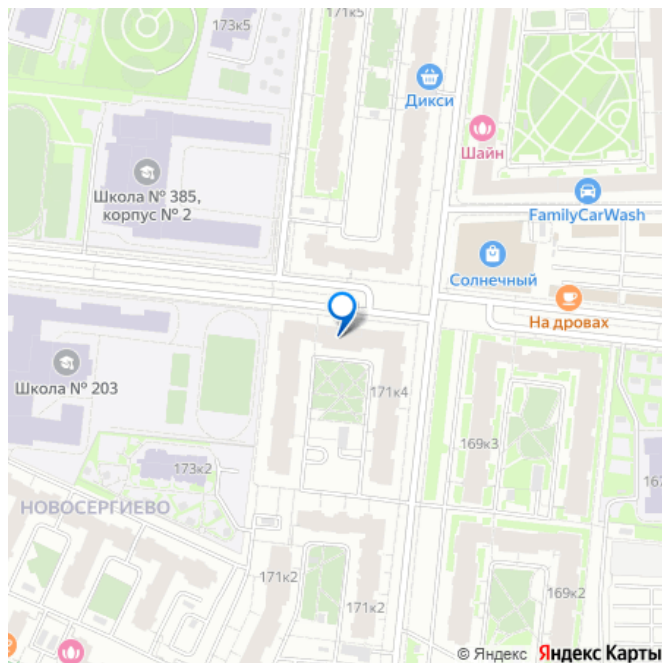 173к5
171к5
Дикси
Шайн
Школа № 385,
корпус № 2
FamilyCarWash
Солнечный
На дровах
Школа № 203
171к4
169к3
173к2
167
НОВОСЕРГИЕВО
171к2
171к2
169к2
© Яндекс Яндекс Карты